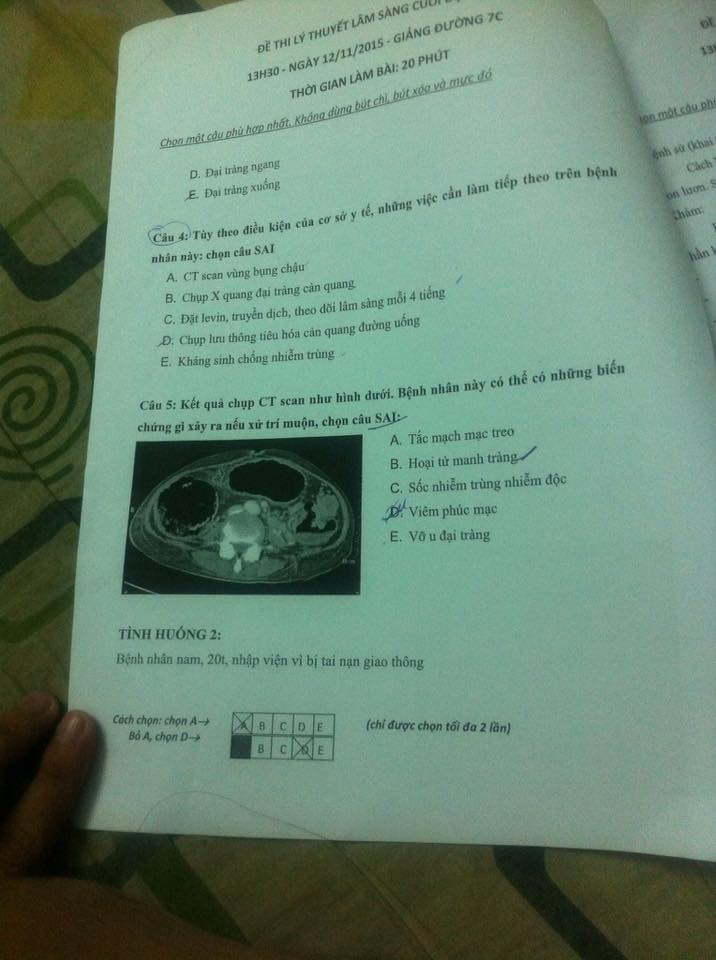 ĐỀ THI LÝ THUYẾT LÂM SÀNG CUỐI
13H30 - NGÀY 12/11/2015 - GIẢNG ĐƯỜNG 7C
THỜI GIAN LÀM BÀI: 20 PHÚT
Chọn một câu phù hợp nhất. Không dùng bút chì, bút xóa và mực đỏ
D. Đại tràng ngang
E. Đại tràng xuống
Câu 4: Tùy theo điều kiện của cơ sở y tế, những việc cần làm tiếp theo trên bệnh
nhân này: chọn câu SAI
A. CT scan vùng bụng chậu
B. Chụp X quang đại tràng cản quang
C. Đặt levin, truyền dịch, theo dõi lâm sàng mỗi 4 tiếng
D. Chụp lưu thông tiêu hóa cản quang đường uống
E. Kháng sinh chống nhiễm trùng
Câu 5: Kết quả chụp CT scan như hình dưới. Bệnh nhân này có thể có những biến
chứng gì xảy ra nếu xử trí muộn, chọn câu SAI:
A. Tắc mạch mạc treo
B. Hoại tử manh tràng
C. Sốc nhiễm trùng nhiễm độc
D. Viêm phúc mạc
E. Vỡ u đại tràng
TÌNH HUỐNG 2:
Bệnh nhân nam, 20t, nhập viện vì bị tai nạn giao thông
Cách chọn: chọn A→ A B C D E (chỉ được chọn tối đa 2 lần)
Bỏ A, chọn D→ B C D E
ĐỀ
13H
một câu phù
sử (khai
Cách